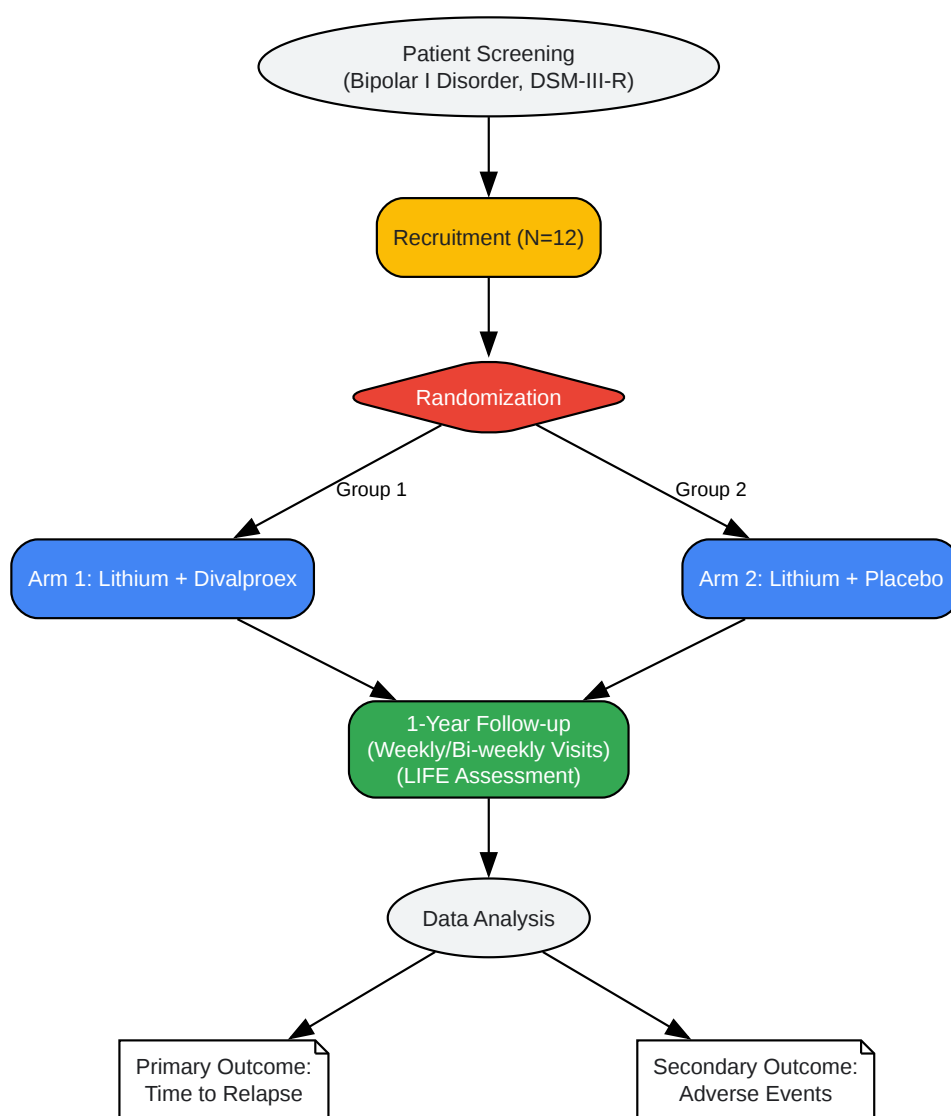 Patient Screening
(Bipolar I Disorder, DSM-III-R)
Recruitment (N=12)
Randomization
Group 1
Group 2
Arm 1: Lithium + Divalproex
Arm 2: Lithium + Placebo
1-Year Follow-up
(Weekly/Bi-weekly Visits)
(LIFE Assessment)
Data Analysis
Primary Outcome:
Time to Relapse
Secondary Outcome:
Adverse Events